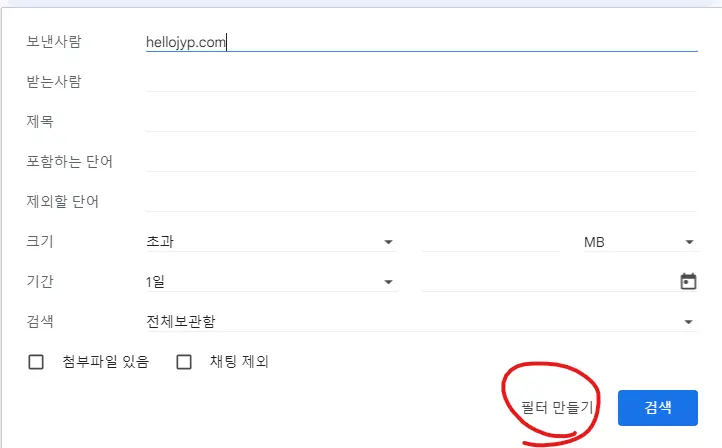 보낸사람 hellojyp.com
받는사람
제목
포함하는 단어
제외할 단어
크기 초과 MB
기간 1일
검색 전체보관함
첨부파일 있음 채팅 제외
필터 만들기 검색